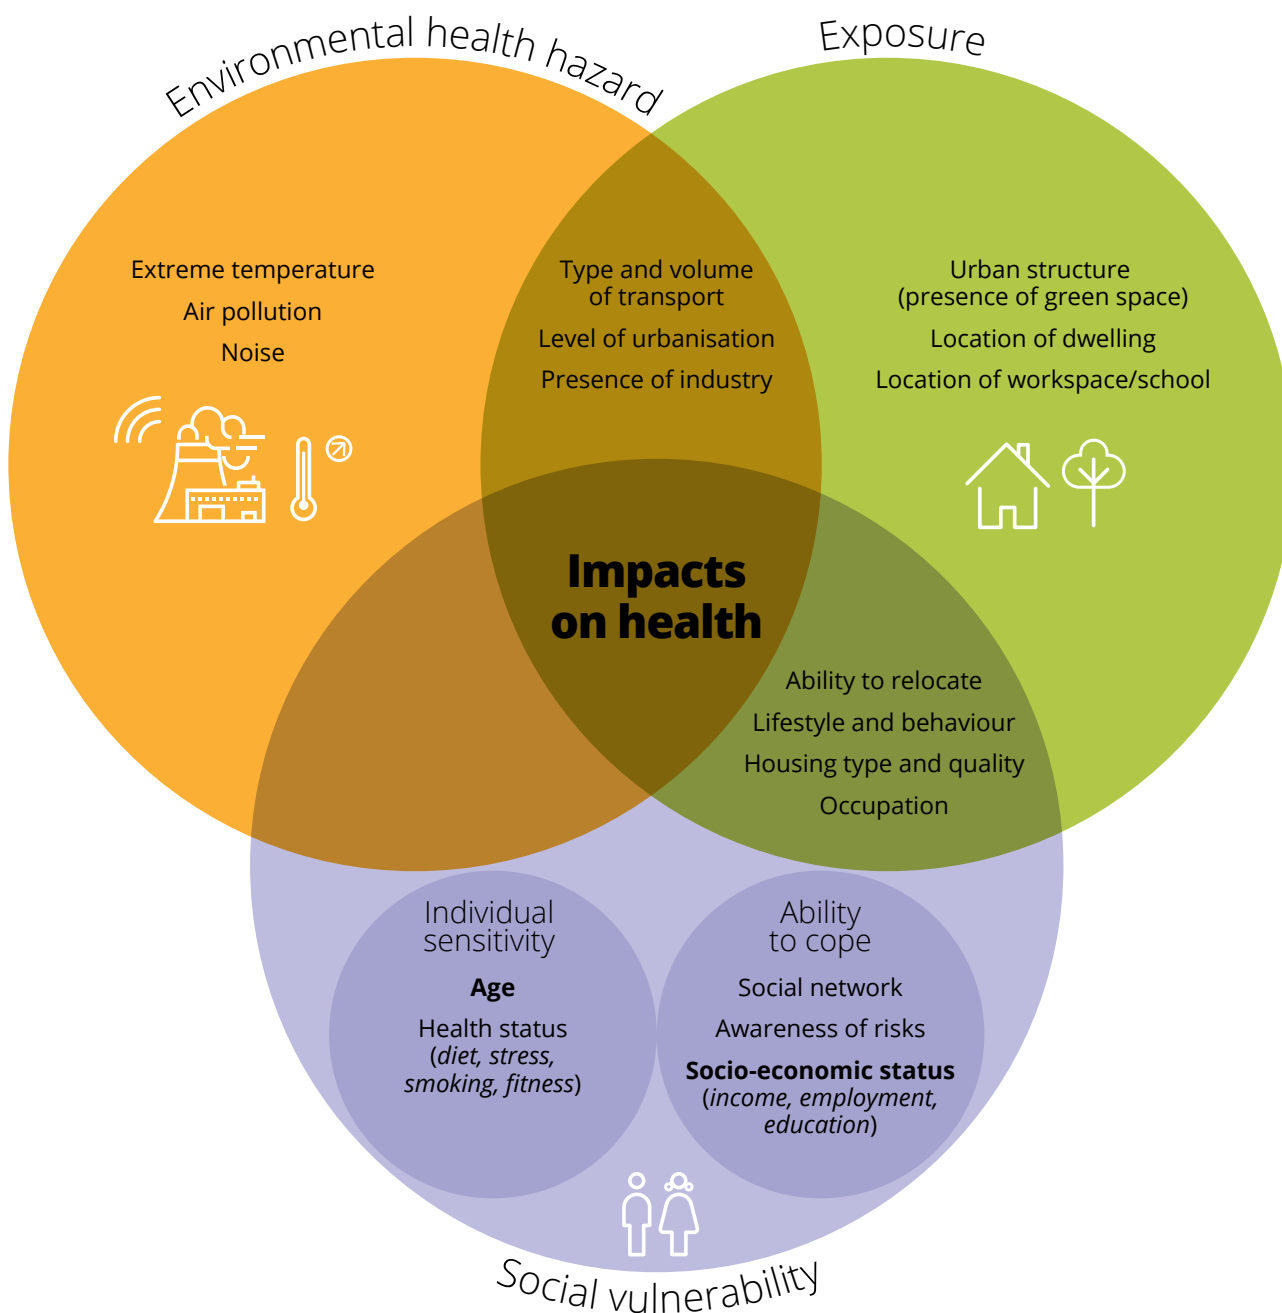 Environmental health hazard
Exposure
Extreme temperature
Air pollution
Noise
Type and volume
of transport
Level of urbanisation
Presence of industry
Urban structure
(presence of green space)
Location of dwelling
Location of workspace/school
Impacts
on health
Ability to relocate
Lifestyle and behaviour
Housing type and quality
Occupation
Individual
sensitivity
Age
Health status
(diet, stress,
smoking, fitness)
Ability
to cope
Social network
Awareness of risks
Socio-economic status
(income, employment,
education)
Social vulnerability